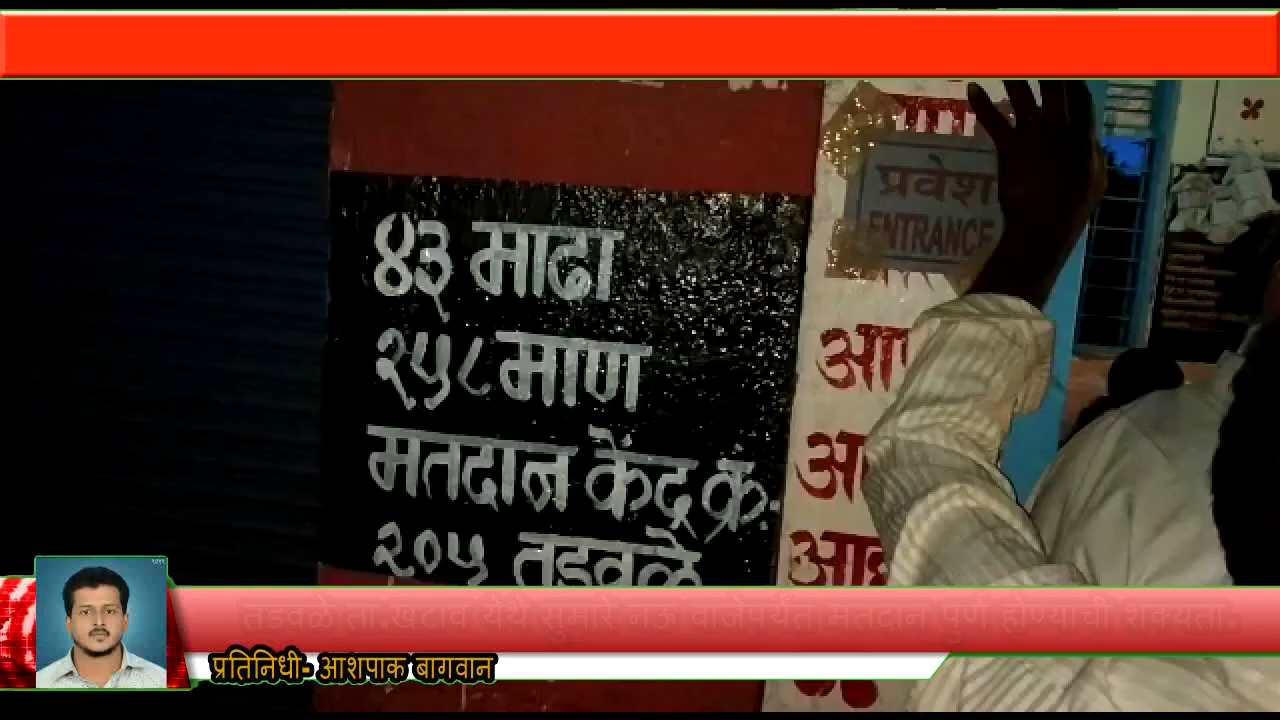 ४३ माढा
२५८ माण
मतदान केंद्र क्रं.
२०५ तडवळे
प्रवेश
ENTRANCE
तडवळे ता.खटाव येथे सुमारे नऊ वाजेपर्यंत मतदान पुर्ण होण्याची शक्यता.
प्रतिनिधी- आशपाक बागवान